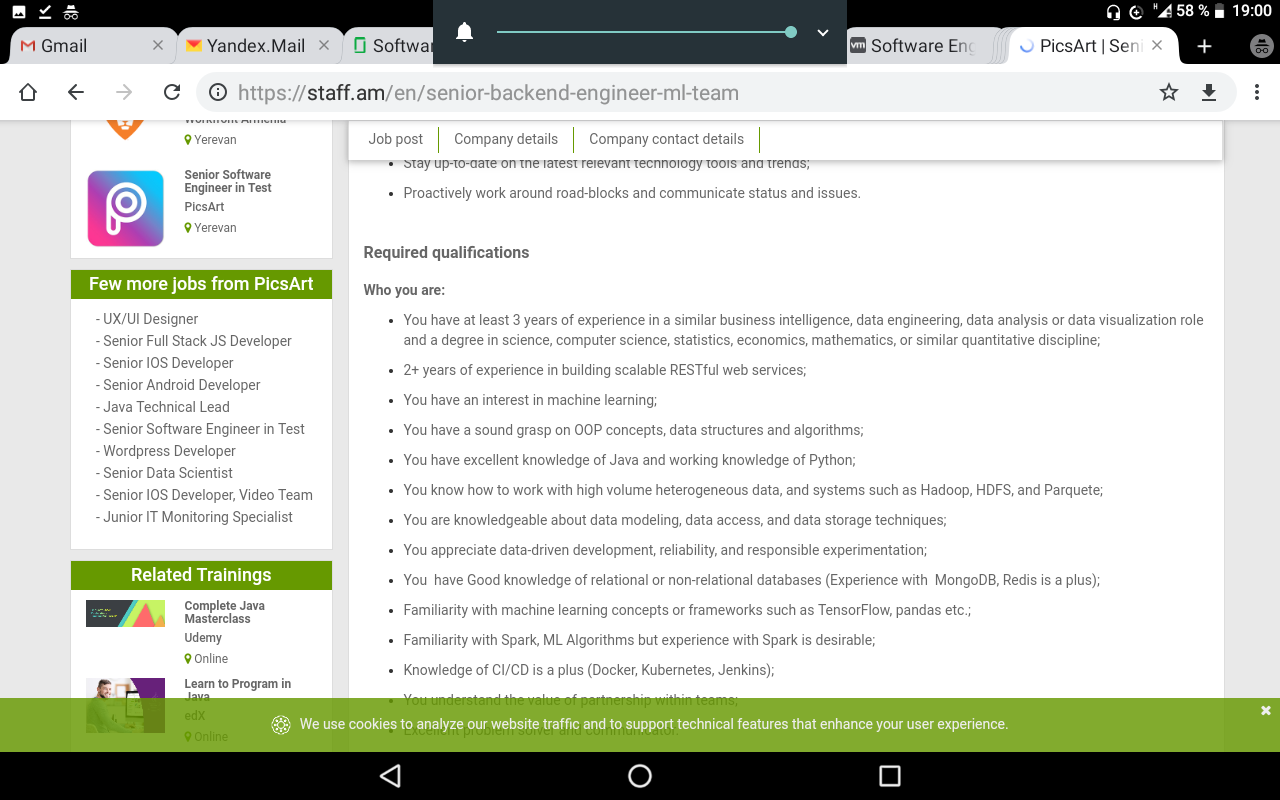 H 58 % 19:00
Gmail
Yandex.Mail
Softwar
Software Eng
PicsArt | Seni
https://staff.am/en/senior-backend-engineer-ml-team
Workfront Armenia
Yerevan
Senior Software
Engineer in Test
PicsArt
Yerevan
Few more jobs from PicsArt
- UX/UI Designer
- Senior Full Stack JS Developer
- Senior IOS Developer
- Senior Android Developer
- Java Technical Lead
- Senior Software Engineer in Test
- Wordpress Developer
- Senior Data Scientist
- Senior IOS Developer, Video Team
- Junior IT Monitoring Specialist
Related Trainings
Complete Java
Masterclass
Udemy
Online
Learn to Program in
Java
edX
Online
Job post
Company details
Company contact details
Stay up-to-date on the latest relevant technology tools and trends;
Proactively work around road-blocks and communicate status and issues.
Required qualifications
Who you are:
You have at least 3 years of experience in a similar business intelligence, data engineering, data analysis or data visualization role
and a degree in science, computer science, statistics, economics, mathematics, or similar quantitative discipline;
2+ years of experience in building scalable RESTful web services;
You have an interest in machine learning;
You have a sound grasp on OOP concepts, data structures and algorithms;
You have excellent knowledge of Java and working knowledge of Python;
You know how to work with high volume heterogeneous data, and systems such as Hadoop, HDFS, and Parquete;
You are knowledgeable about data modeling, data access, and data storage techniques;
You appreciate data-driven development, reliability, and responsible experimentation;
You  have Good knowledge of relational or non-relational databases (Experience with  MongoDB, Redis is a plus);
Familiarity with machine learning concepts or frameworks such as TensorFlow, pandas etc.;
Familiarity with Spark, ML Algorithms but experience with Spark is desirable;
Knowledge of CI/CD is a plus (Docker, Kubernetes, Jenkins);
You understand the value of partnership within teams;
Excellent problem solver and communicator.
We use cookies to analyze our website traffic and to support technical features that enhance your user experience.